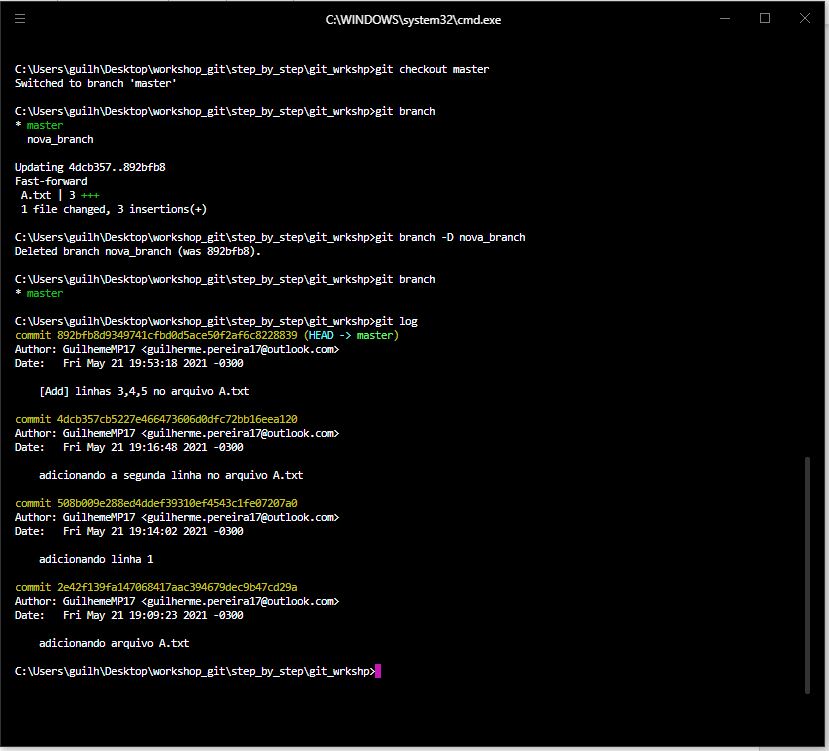 C:\WINDOWS\system32\cmd.exe
C:\Users\guilh\Desktop\workshop_git\step_by_step\git_wrkshp>git checkout master
Switched to branch 'master'
C:\Users\guilh\Desktop\workshop_git\step_by_step\git_wrkshp>git branch
* master
nova_branch
Updating 4dcb357..892bfb8
Fast-forward
A.txt | 3 +++
1 file changed, 3 insertions(+)
C:\Users\guilh\Desktop\workshop_git\step_by_step\git_wrkshp>git branch -D nova_branch
Deleted branch nova_branch (was 892bfb8).
C:\Users\guilh\Desktop\workshop_git\step_by_step\git_wrkshp>git branch
* master
C:\Users\guilh\Desktop\workshop_git\step_by_step\git_wrkshp>git log
commit 892bfb8d9349741cfbd0d5ace50f2af6c8228839 (HEAD -> master)
Author: GuilhemeMP17 <guilherme.pereira17@outlook.com>
Date:   Fri May 21 19:53:18 2021 -0300
[Add] linhas 3,4,5 no arquivo A.txt
commit 4dcb357cb5227e466473606d0dfc72bb16eea120
Author: GuilhemeMP17 <guilherme.pereira17@outlook.com>
Date:   Fri May 21 19:16:48 2021 -0300
adicionando a segunda linha no arquivo A.txt
commit 508b009e288ed4ddef39310ef4543c1fe07207a0
Author: GuilhemeMP17 <guilherme.pereira17@outlook.com>
Date:   Fri May 21 19:14:02 2021 -0300
adicionando linha 1
commit 2e42f139fa147068417aac394679dec9b47cd29a
Author: GuilhemeMP17 <guilherme.pereira17@outlook.com>
Date:   Fri May 21 19:09:23 2021 -0300
adicionando arquivo A.txt
C:\Users\guilh\Desktop\workshop_git\step_by_step\git_wrkshp>